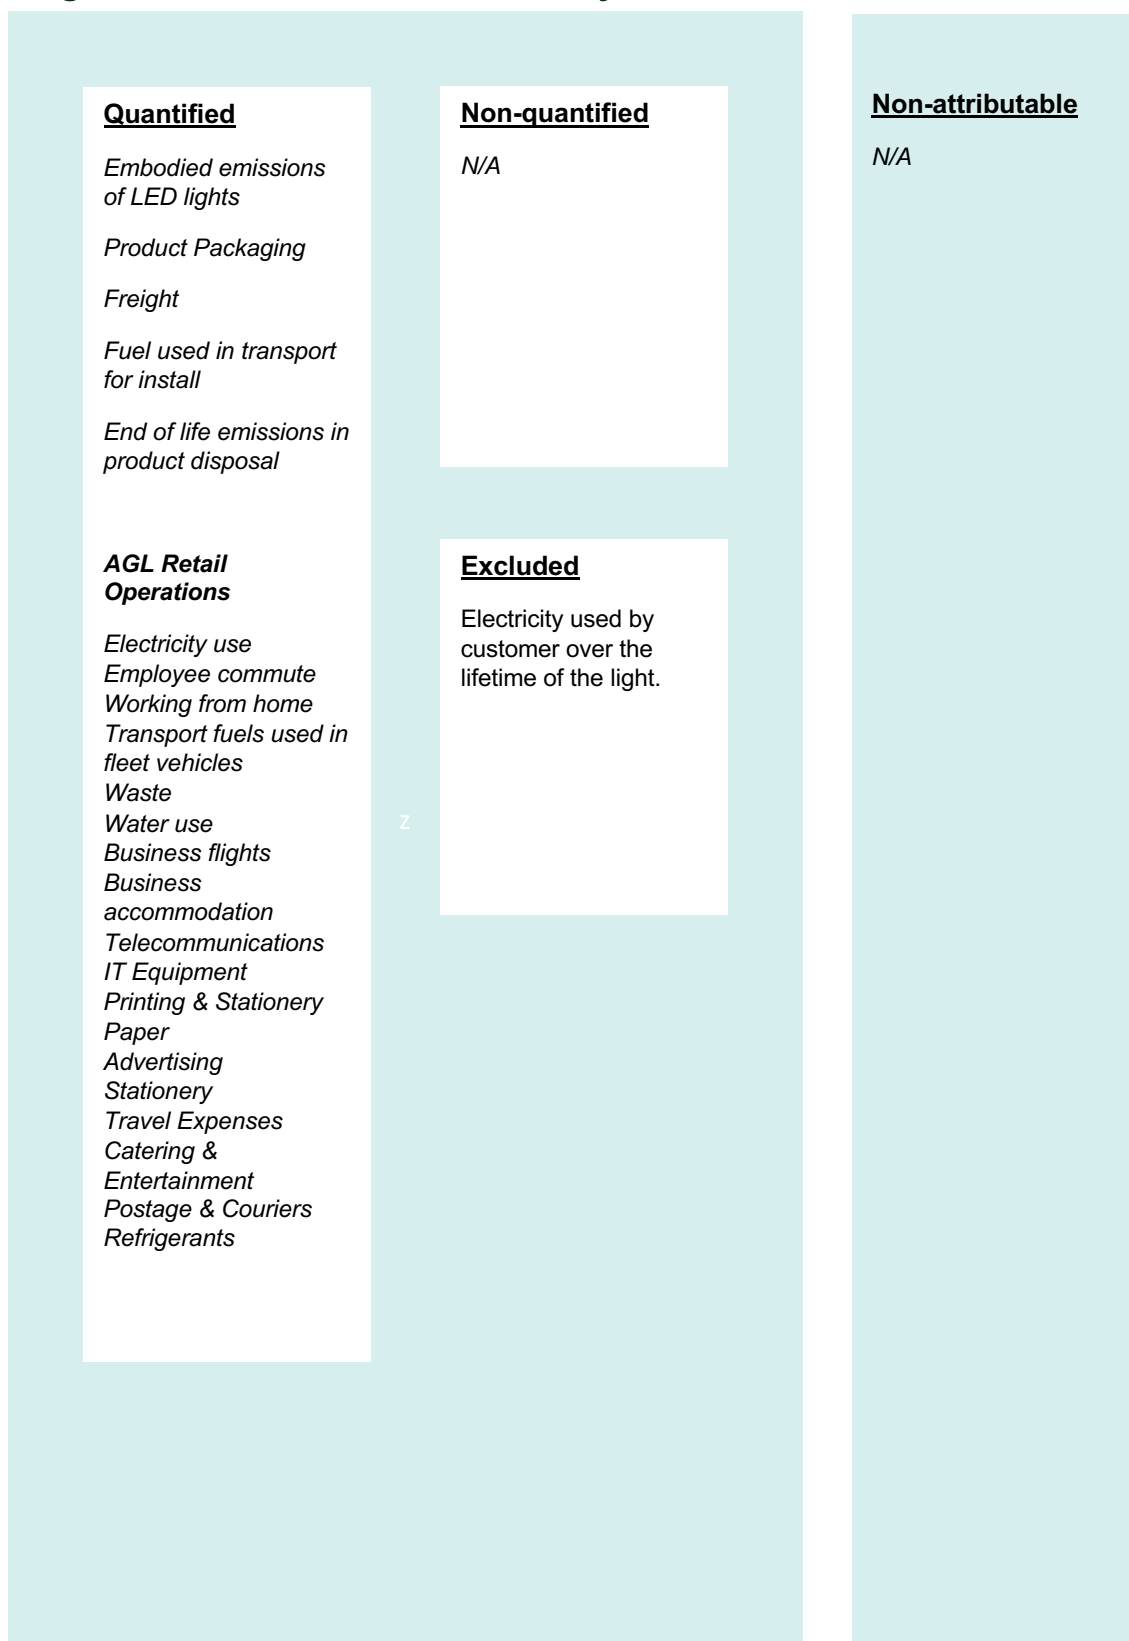 Quantified
Embodied emissions
of LED lights
Product Packaging
Freight
Fuel used in transport
for install
End of life emissions in
product disposal
AGL Retail
Operations
Electricity use
Employee commute
Working from home
Transport fuels used in
fleet vehicles
Waste
Water use
Business flights
Business
accommodation
Telecommunications
IT Equipment
Printing & Stationery
Paper
Advertising
Stationery
Travel Expenses
Catering &
Entertainment
Postage & Couriers
Refrigerants
Non-quantified
N/A
Excluded
Electricity used by
customer over the
lifetime of the light.
z
Non-attributable
N/A